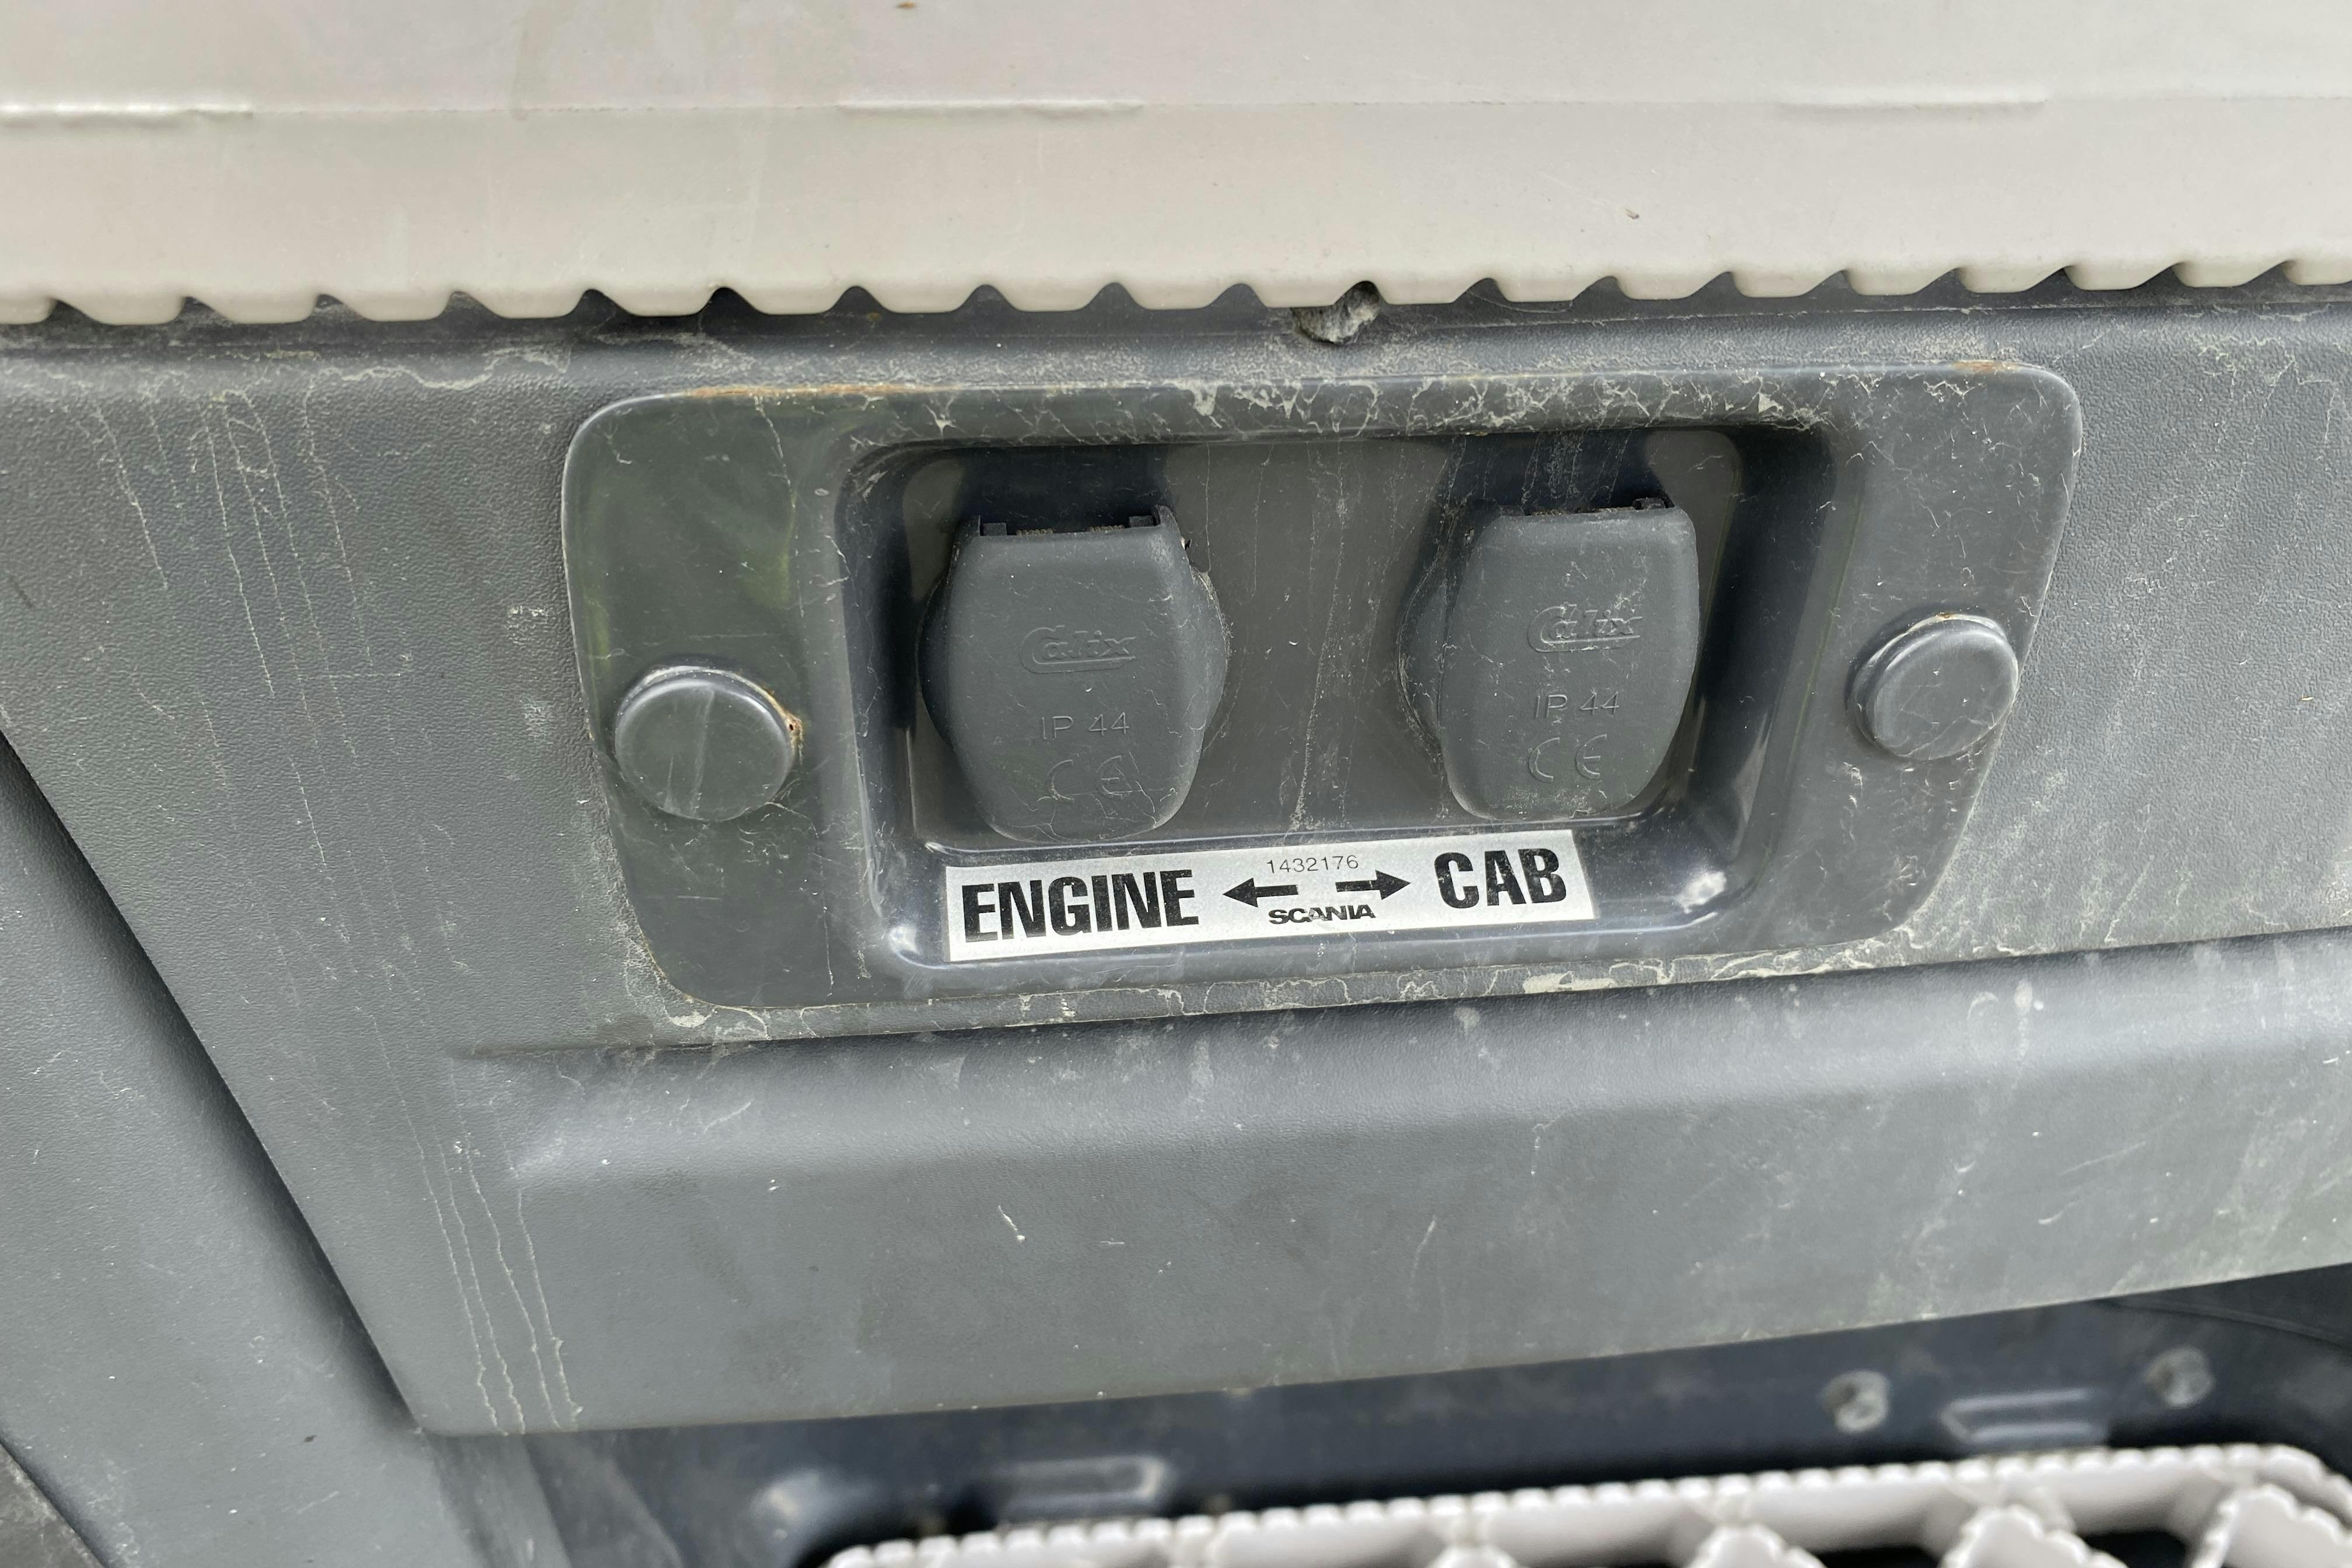 Calix
IP 44
CE
Calix
IP 44
CE
ENGINE
1432176
SCANIA
CAB